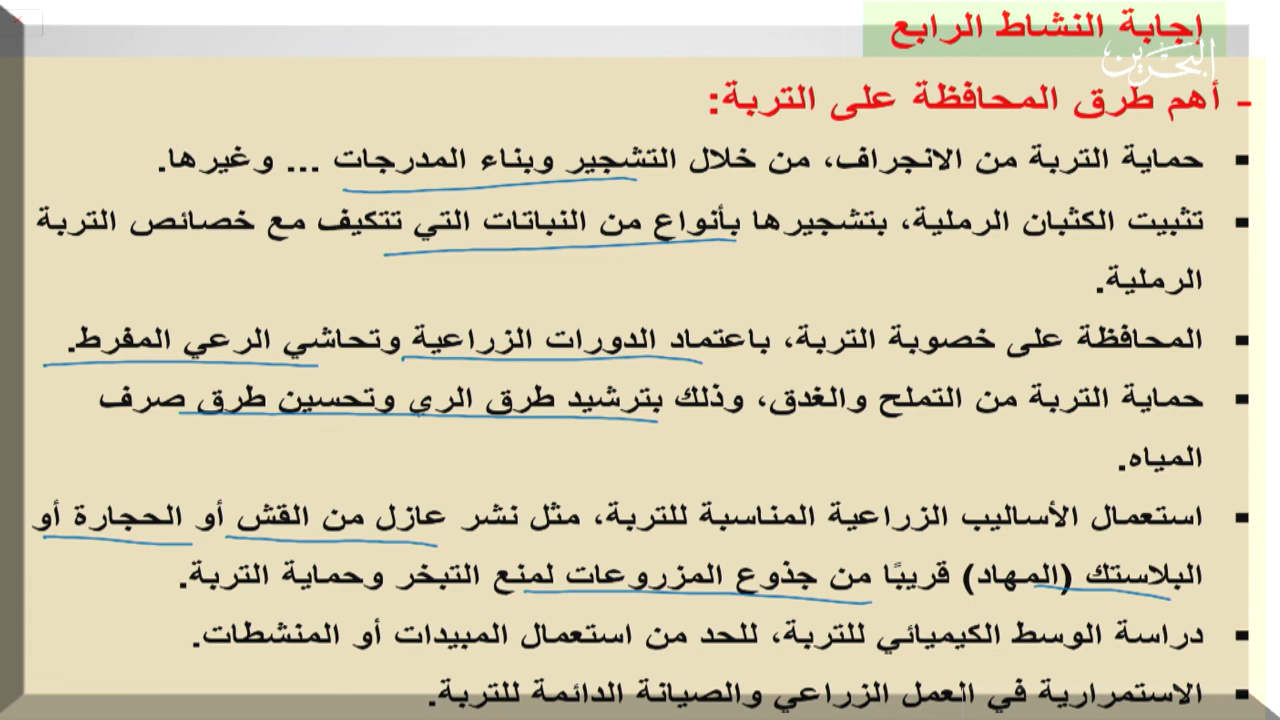 إجابة النشاط الرابع
البحرين
- أهم طرق المحافظة على التربة:
▪ حماية التربة من الانجراف، من خلال التشجير وبناء المدرجات ... وغيرها.
▪ تثبيت الكثبان الرملية، بتشجيرها بأنواع من النباتات التي تتكيف مع خصائص التربة
الرملية.
▪ المحافظة على خصوبة التربة، باعتماد الدورات الزراعية وتحاشي الرعي المفرط.
▪ حماية التربة من التملح والغدق، وذلك بترشيد طرق الري وتحسين طرق صرف
المياه.
▪ استعمال الأساليب الزراعية المناسبة للتربة، مثل نشر عازل من القش أو الحجارة أو
البلاستك (المهاد) قريبًا من جذوع المزروعات لمنع التبخر وحماية التربة.
▪ دراسة الوسط الكيميائي للتربة، للحد من استعمال المبيدات أو المنشطات.
▪ الاستمرارية في العمل الزراعي والصيانة الدائمة للتربة.